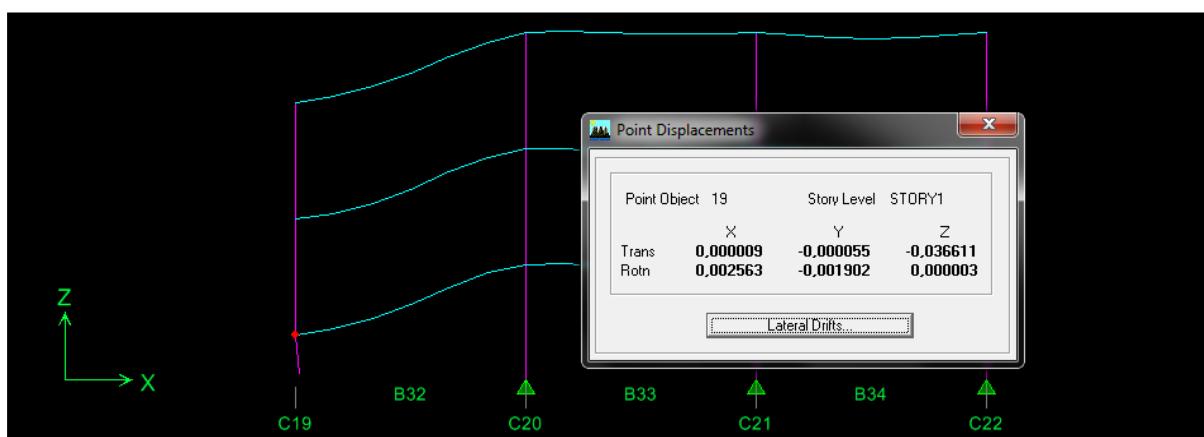 Point Displacements
X
Point Object 19 Story Level STORY1
X Y Z
Trans 0,000009 -0,000055 -0,036611
Rotn 0,002563 -0,001902 0,000003
Lateral Drifts...
Z
X
B32 B33 B34
C19 C20 C21 C22